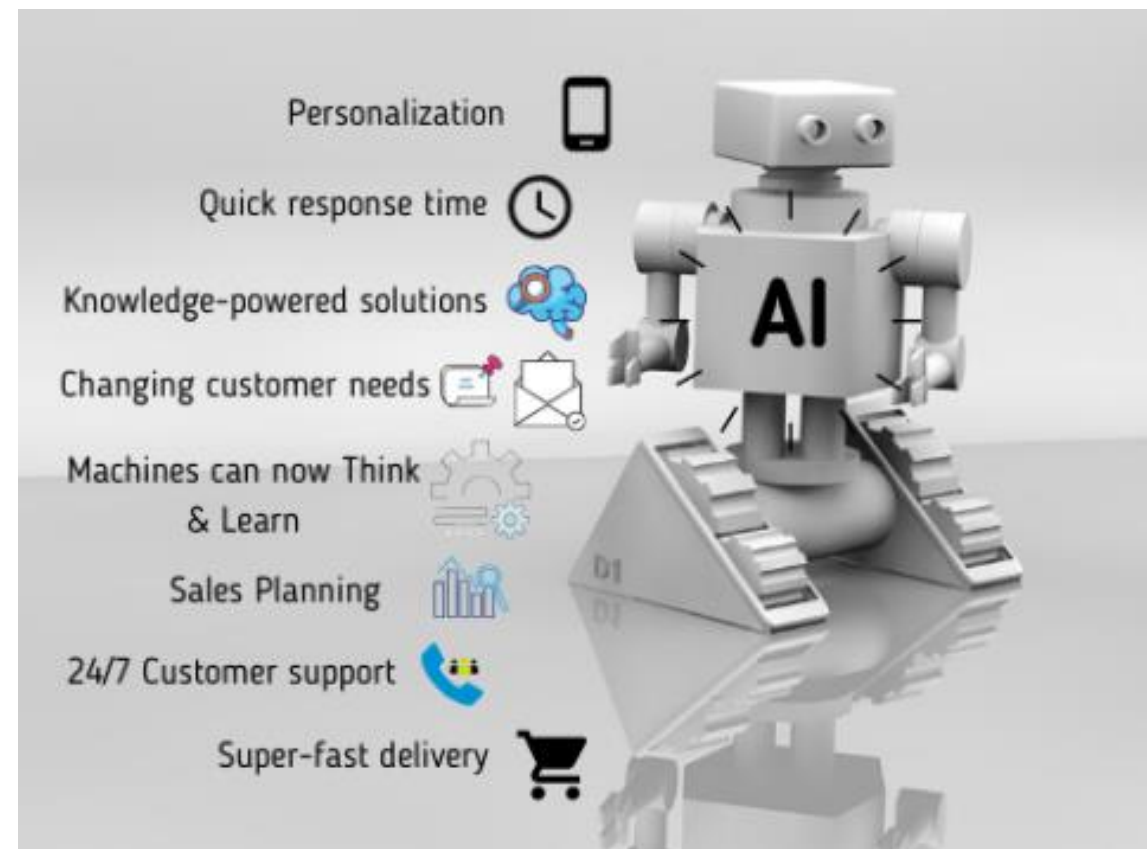 Personalization
Quick response time
Knowledge-powered solutions
Changing customer needs
Machines can now Think
& Learn
Sales Planning
24/7 Customer support
Super-fast delivery
AI
D1